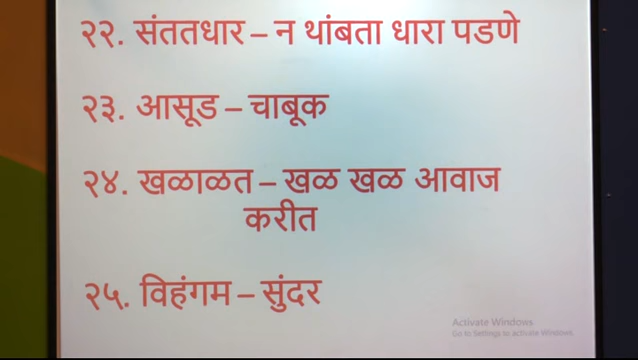 २२. संततधार – न थांबता धारा पडणे
२३. आसूड – चाबूक
२४. खळाळत – खळ खळ आवाज
करीत
२५. विहंगम – सुंदर
Activate Windows
Go to Settings to activate Windows.